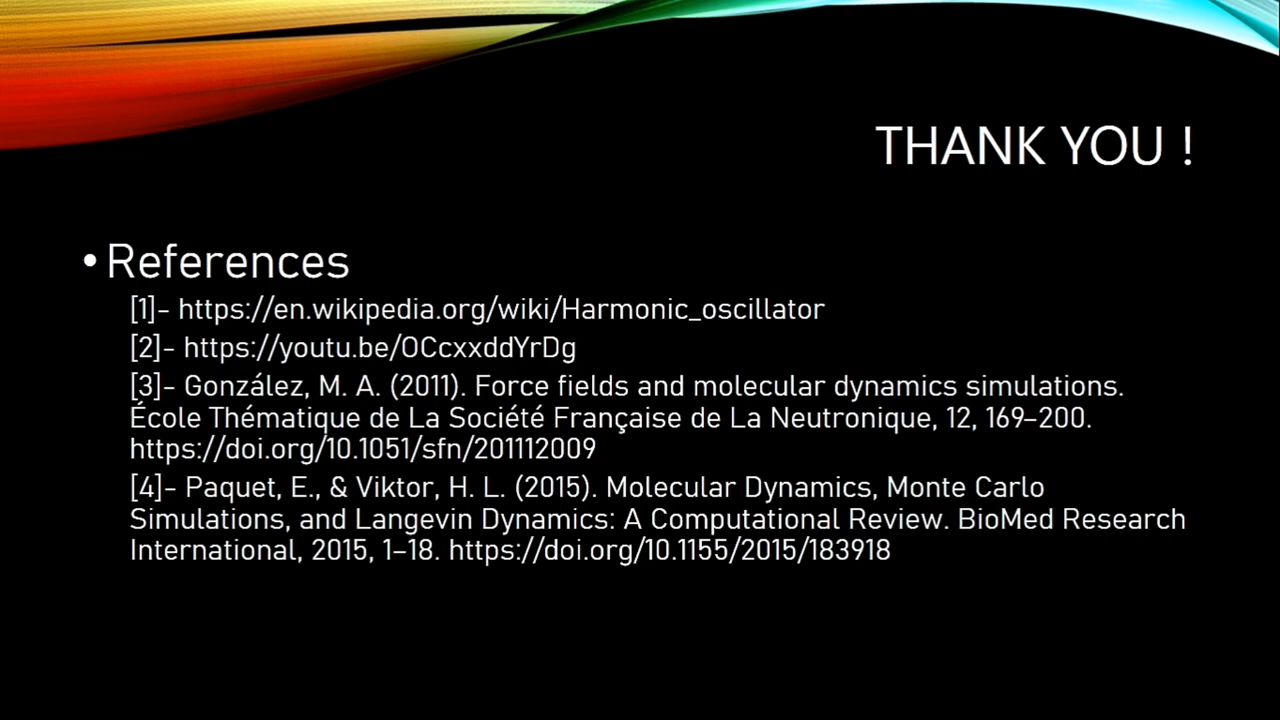 THANK YOU !
• References
[1]- https://en.wikipedia.org/wiki/Harmonic_oscillator
[2]- https://youtu.be/OCcxxddYrDg
[3]- González, M. A. (2011). Force fields and molecular dynamics simulations.
École Thématique de La Société Française de La Neutronique, 12, 169–200.
https://doi.org/10.1051/sfn/201112009
[4]- Paquet, E., & Viktor, H. L. (2015). Molecular Dynamics, Monte Carlo
Simulations, and Langevin Dynamics: A Computational Review. BioMed Research
International, 2015, 1–18. https://doi.org/10.1155/2015/183918